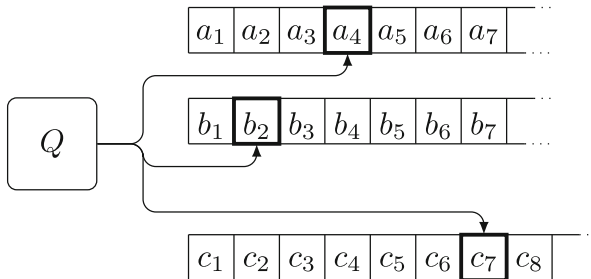 a₁ a₂ a₃ a₄ a₅ a₆ a₇ ...
...
b₁ b₂ b₃ b₄ b₅ b₆ b₇ ...
Q
...
c₁ c₂ c₃ c₄ c₅ c₆ c₇ c₈ ...